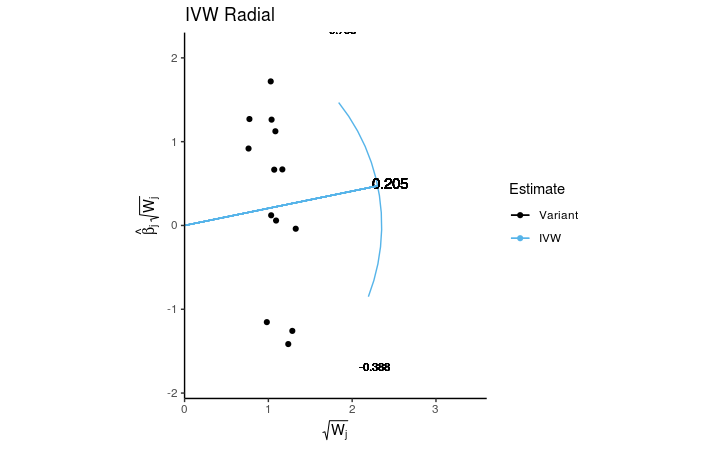 IVW Radial
2
1
0
-1
-2
0.205
-0.388
0
1
2
3
√Wj
β̂j√Wj
Estimate
Variant
IVW